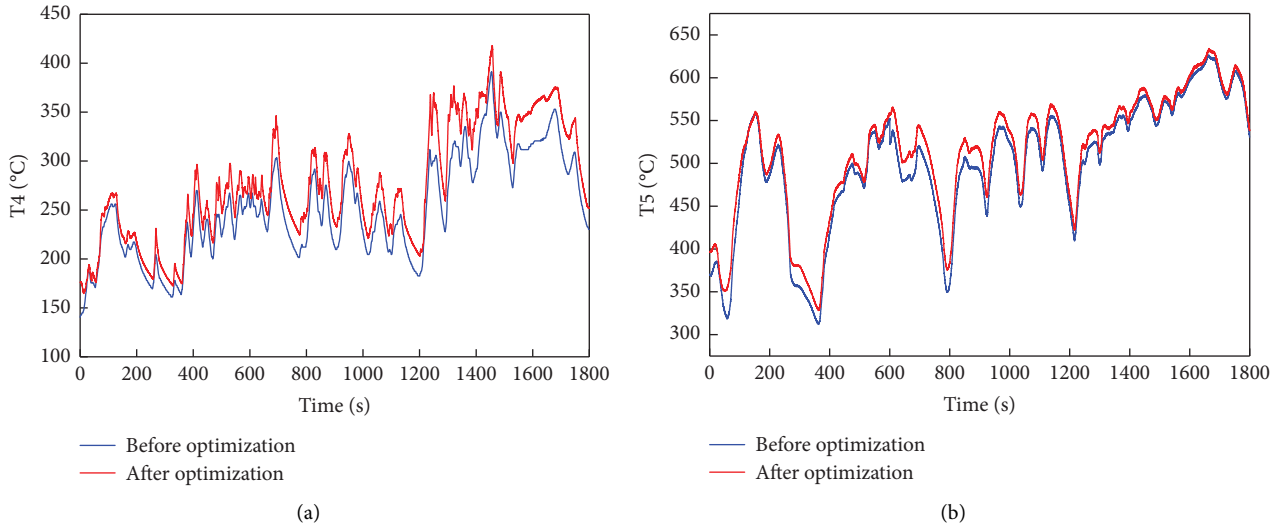 450
400
350
300
250
200
150
100
T4 (°C)
0 200 400 600 800 1000 1200 1400 1600 1800
Time (s)
Before optimization
After optimization
(a)
650
600
550
500
450
400
350
300
T5 (°C)
0 200 400 600 800 1000 1200 1400 1600 1800
Time (s)
Before optimization
After optimization
(b)